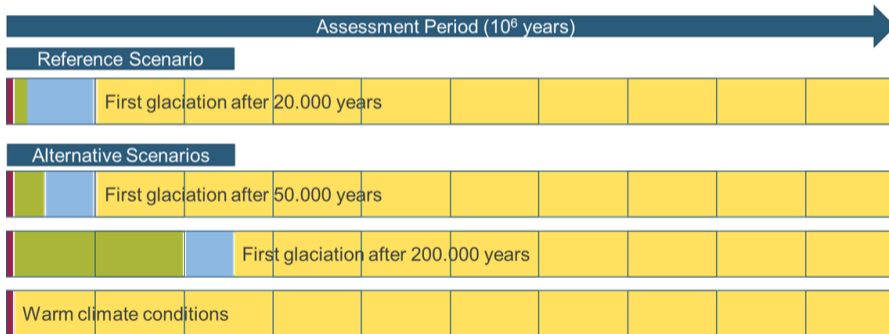 Assessment Period (10⁶ years)
Reference Scenario
First glaciation after 20.000 years
Alternative Scenarios
First glaciation after 50.000 years
First glaciation after 200.000 years
Warm climate conditions